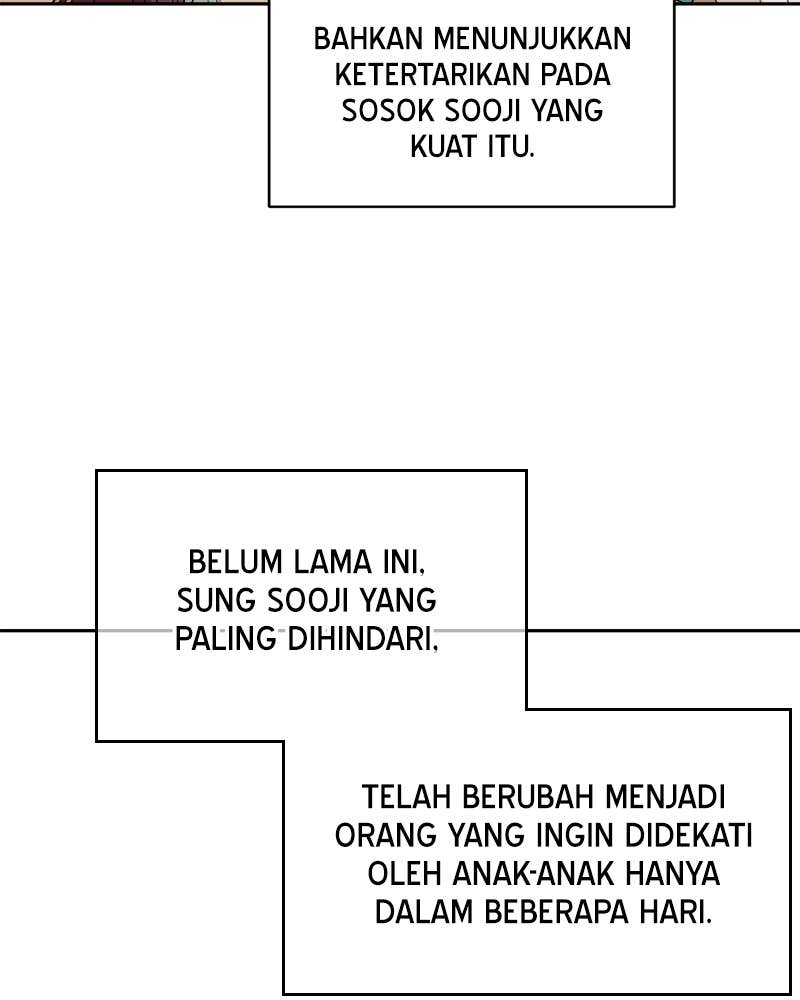 BAHKAN MENUNJUKKAN
KETERTARIKAN PADA
SOSOK SOOJI YANG
KUAT ITU.
BELUM LAMA INI,
SUNG SOOJI YANG
PALING DIHINDARI,
TELAH BERUBAH MENJADI
ORANG YANG INGIN DIDEKATI
OLEH ANAK-ANAK HANYA
DALAM BEBERAPA HARI.